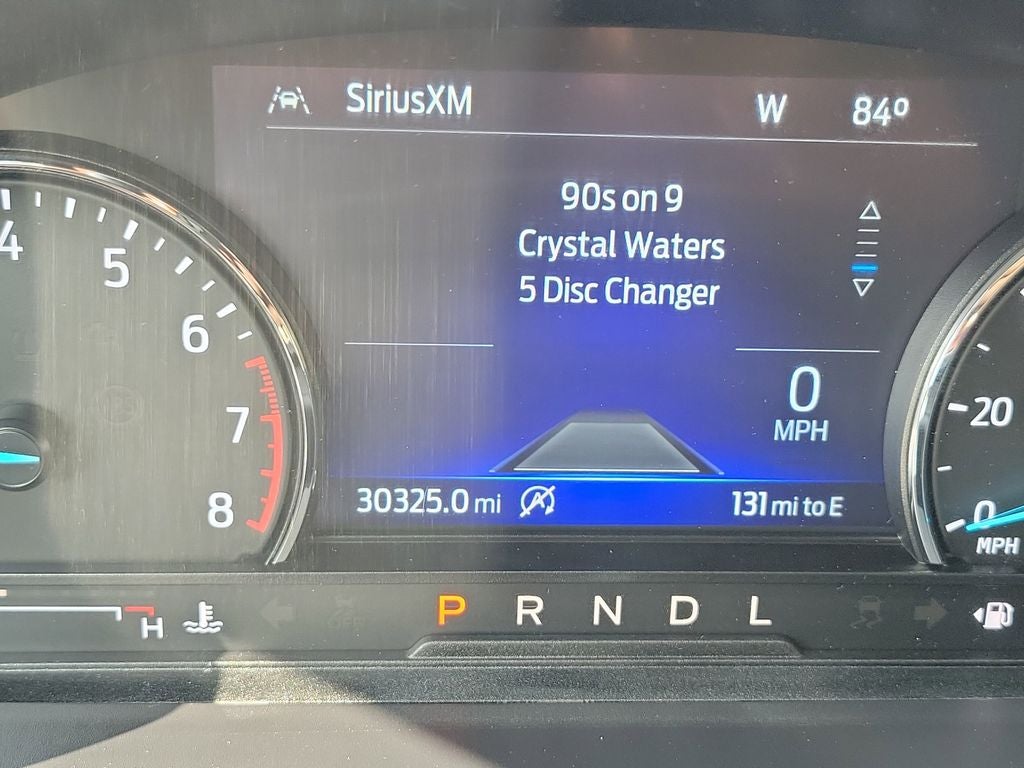 SiriusXM W 84°
90s on 9
Crystal Waters
5 Disc Changer
4
5
6
7
8
0
MPH
20
0
MPH
30325.0 mi A 131 mi to E
H OFF P R N D L